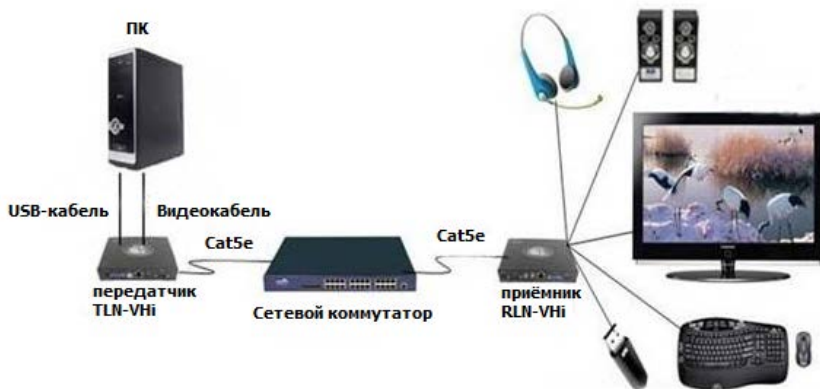 ПК
USB-кабель
Видеокабель
Cat5e
Cat5e
передатчик
TLN-VHi
Сетевой коммутатор
приёмник
RLN-VHi